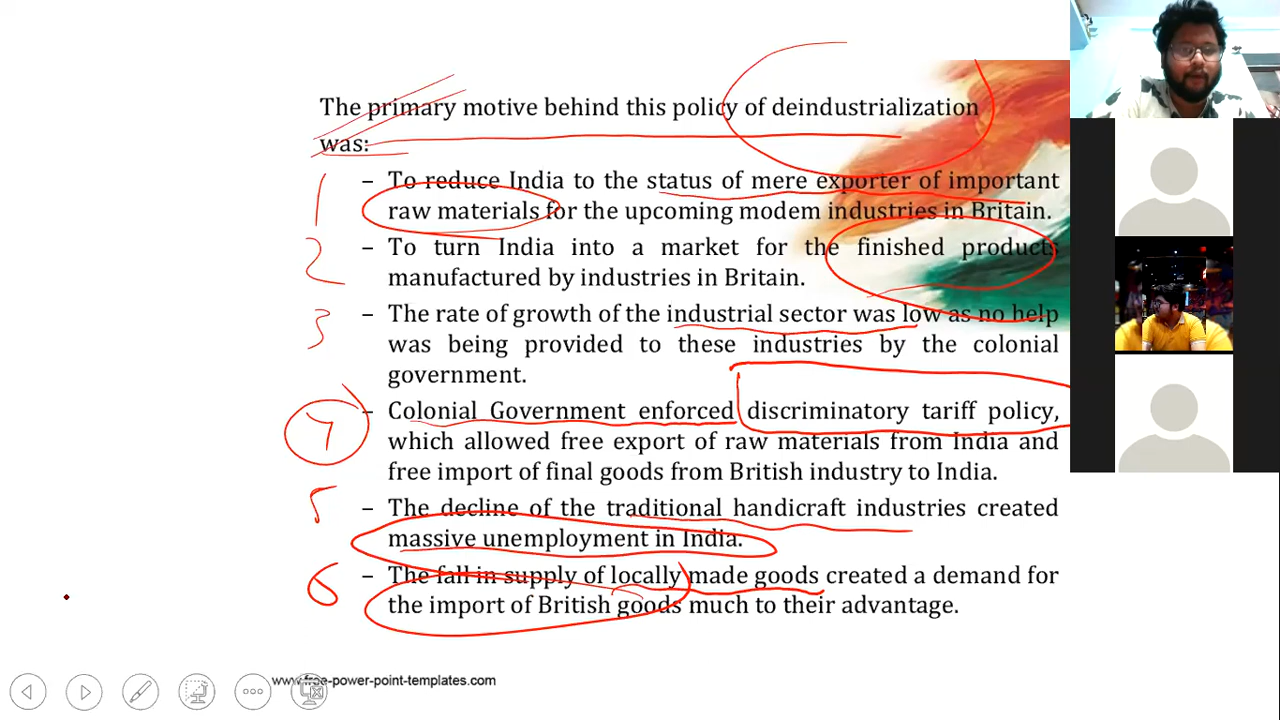 The primary motive behind this policy of deindustrialization
was:
1 – To reduce India to the status of mere exporter of important
raw materials for the upcoming modem industries in Britain.
2 – To turn India into a market for the finished products
manufactured by industries in Britain.
3 – The rate of growth of the industrial sector was low as no help
was being provided to these industries by the colonial
government.
– Colonial Government enforced discriminatory tariff policy,
which allowed free export of raw materials from India and
free import of final goods from British industry to India.
5 – The decline of the traditional handicraft industries created
massive unemployment in India.
6 – The fall in supply of locally made goods created a demand for
the import of British goods much to their advantage.
www.free-power-point-templates.com